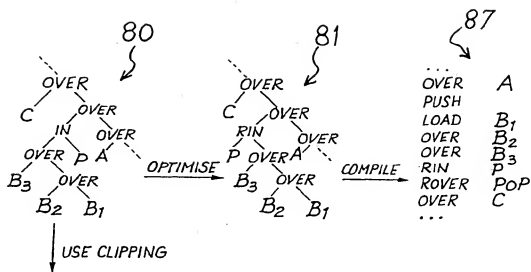 80
81
87
OVER
C
OVER
IN
OVER
OVER
P
A
B3
OVER
B2
B1
OPTIMISE
OVER
C
OVER
RIN
OVER
P
OVER
A
B3
OVER
B2
B1
COMPILE
...
OVER A
PUSH
LOAD B1
OVER B2
OVER B3
RIN P
ROVER POP
OVER C
...
USE CLIPPING